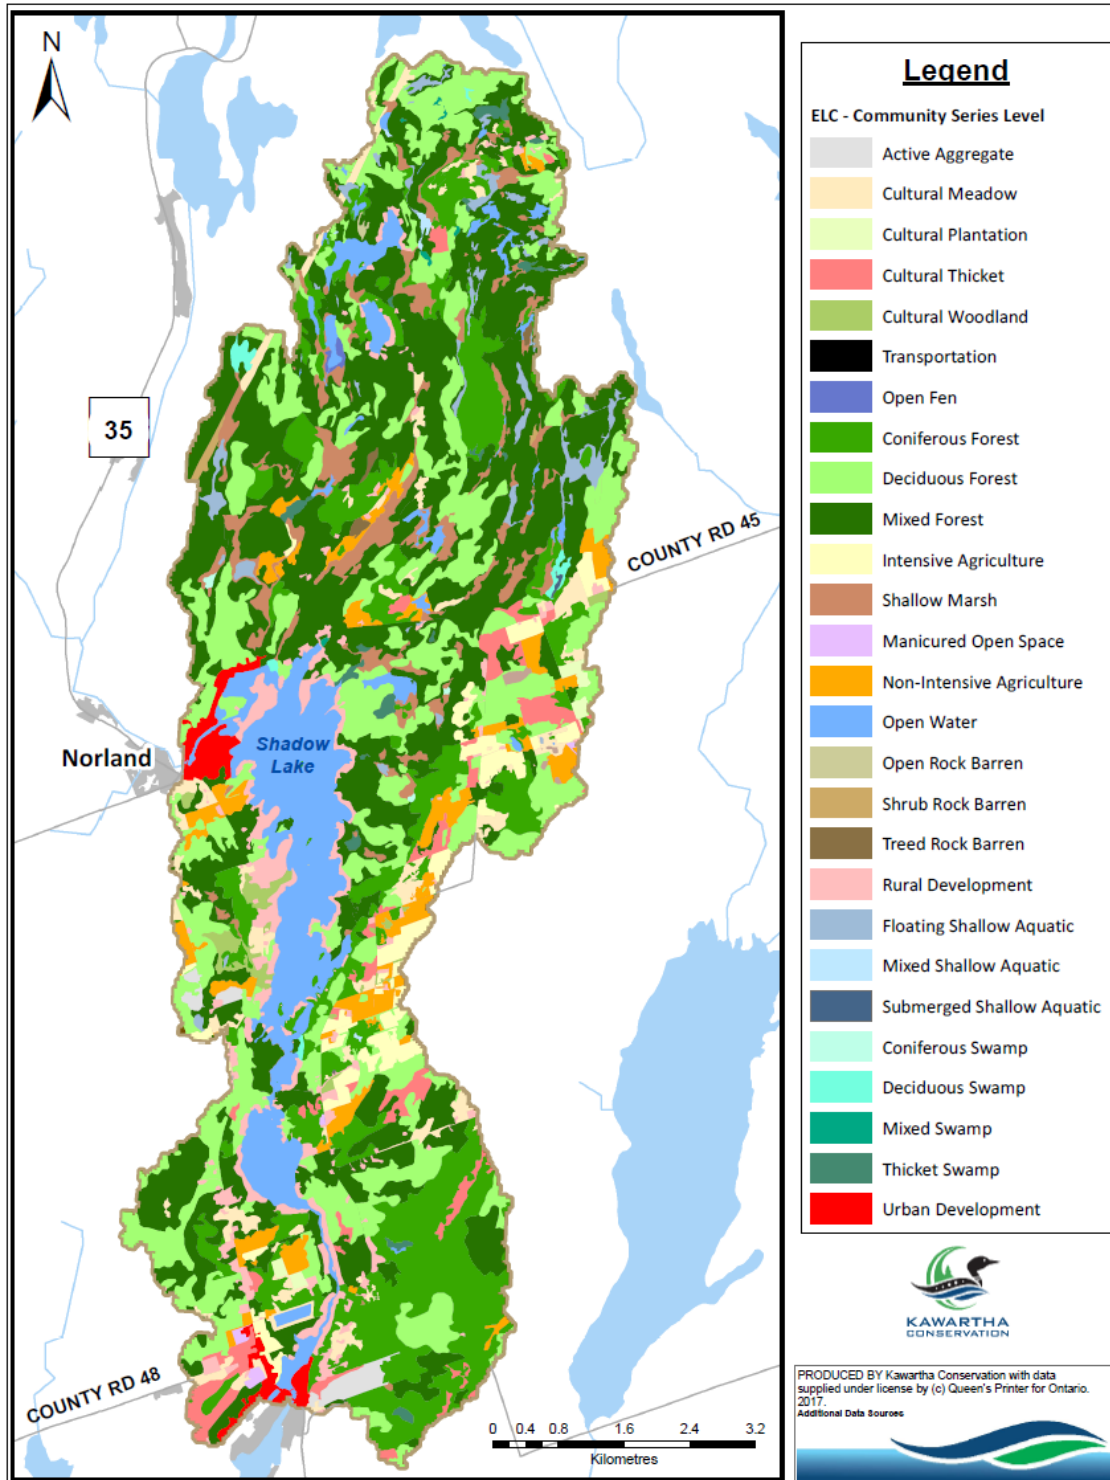 N
35
COUNTY RD 45
Norland
Shadow
Lake
COUNTY RD 48
0 0.4 0.8 1.6 2.4 3.2
Kilometres
Legend
ELC - Community Series Level
Active Aggregate
Cultural Meadow
Cultural Plantation
Cultural Thicket
Cultural Woodland
Transportation
Open Fen
Coniferous Forest
Deciduous Forest
Mixed Forest
Intensive Agriculture
Shallow Marsh
Manicured Open Space
Non-Intensive Agriculture
Open Water
Open Rock Barren
Shrub Rock Barren
Treed Rock Barren
Rural Development
Floating Shallow Aquatic
Mixed Shallow Aquatic
Submerged Shallow Aquatic
Coniferous Swamp
Deciduous Swamp
Mixed Swamp
Thicket Swamp
Urban Development
KAWARTHA
CONSERVATION
PRODUCED BY Kawartha Conservation with data
supplied under license by (c) Queen's Printer for Ontario.
2017.
Additional Data Sources